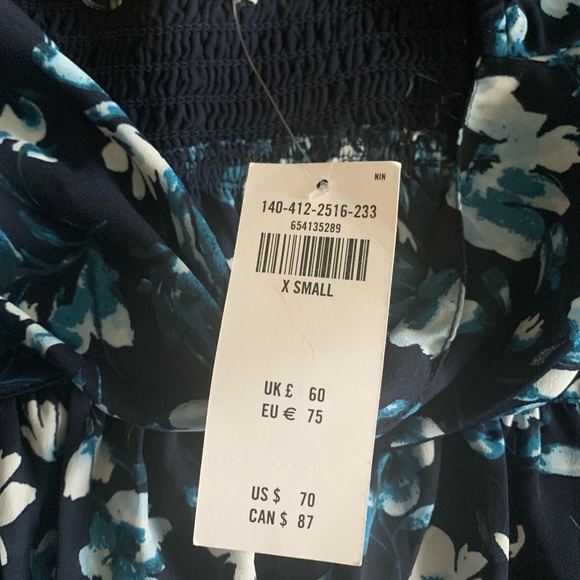 NIN
140-412-2516-233
654135289
X SMALL
UK £ 60
EU € 75
US $ 70
CAN $ 87